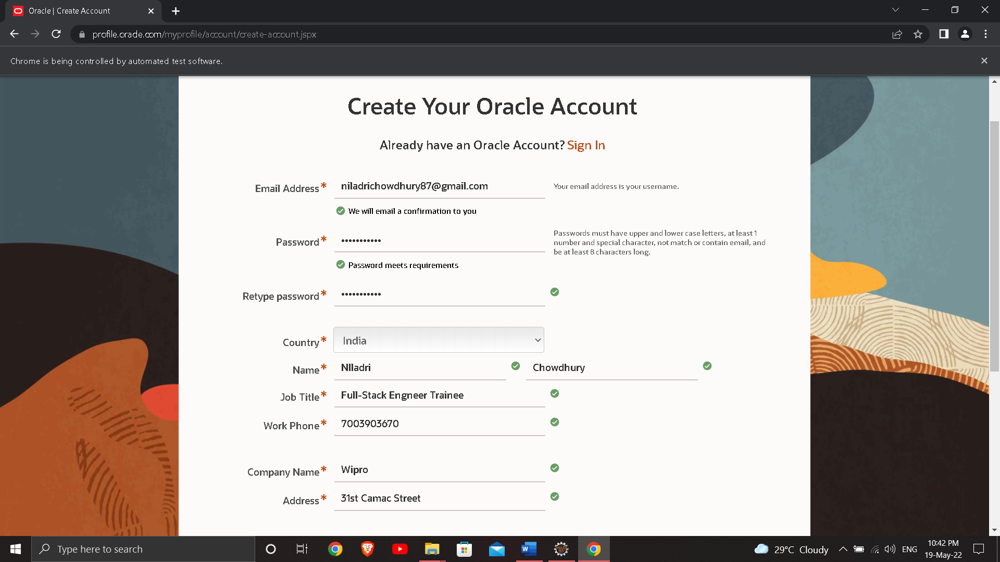 Oracle | Create Account
profile.oracle.com/myprofile/account/create-account.jspx
Chrome is being controlled by automated test software.
Create Your Oracle Account
Already have an Oracle Account? Sign In
Email Address* niladrichowdhury87@gmail.com Your email address is your username.
We will email a confirmation to you
Password* ••••••••••• Passwords must have upper and lower case letters, at least 1
number and special character, not match or contain email, and
be at least 8 characters long.
Password meets requirements
Retype password* •••••••••••
Country* India
Name* NIladri Chowdhury
Job Title* Full-Stack Engneer Trainee
Work Phone* 7003903670
Company Name* Wipro
Address* 31st Camac Street
Type here to search
29°C Cloudy
ENG
10:42 PM
19-May-22